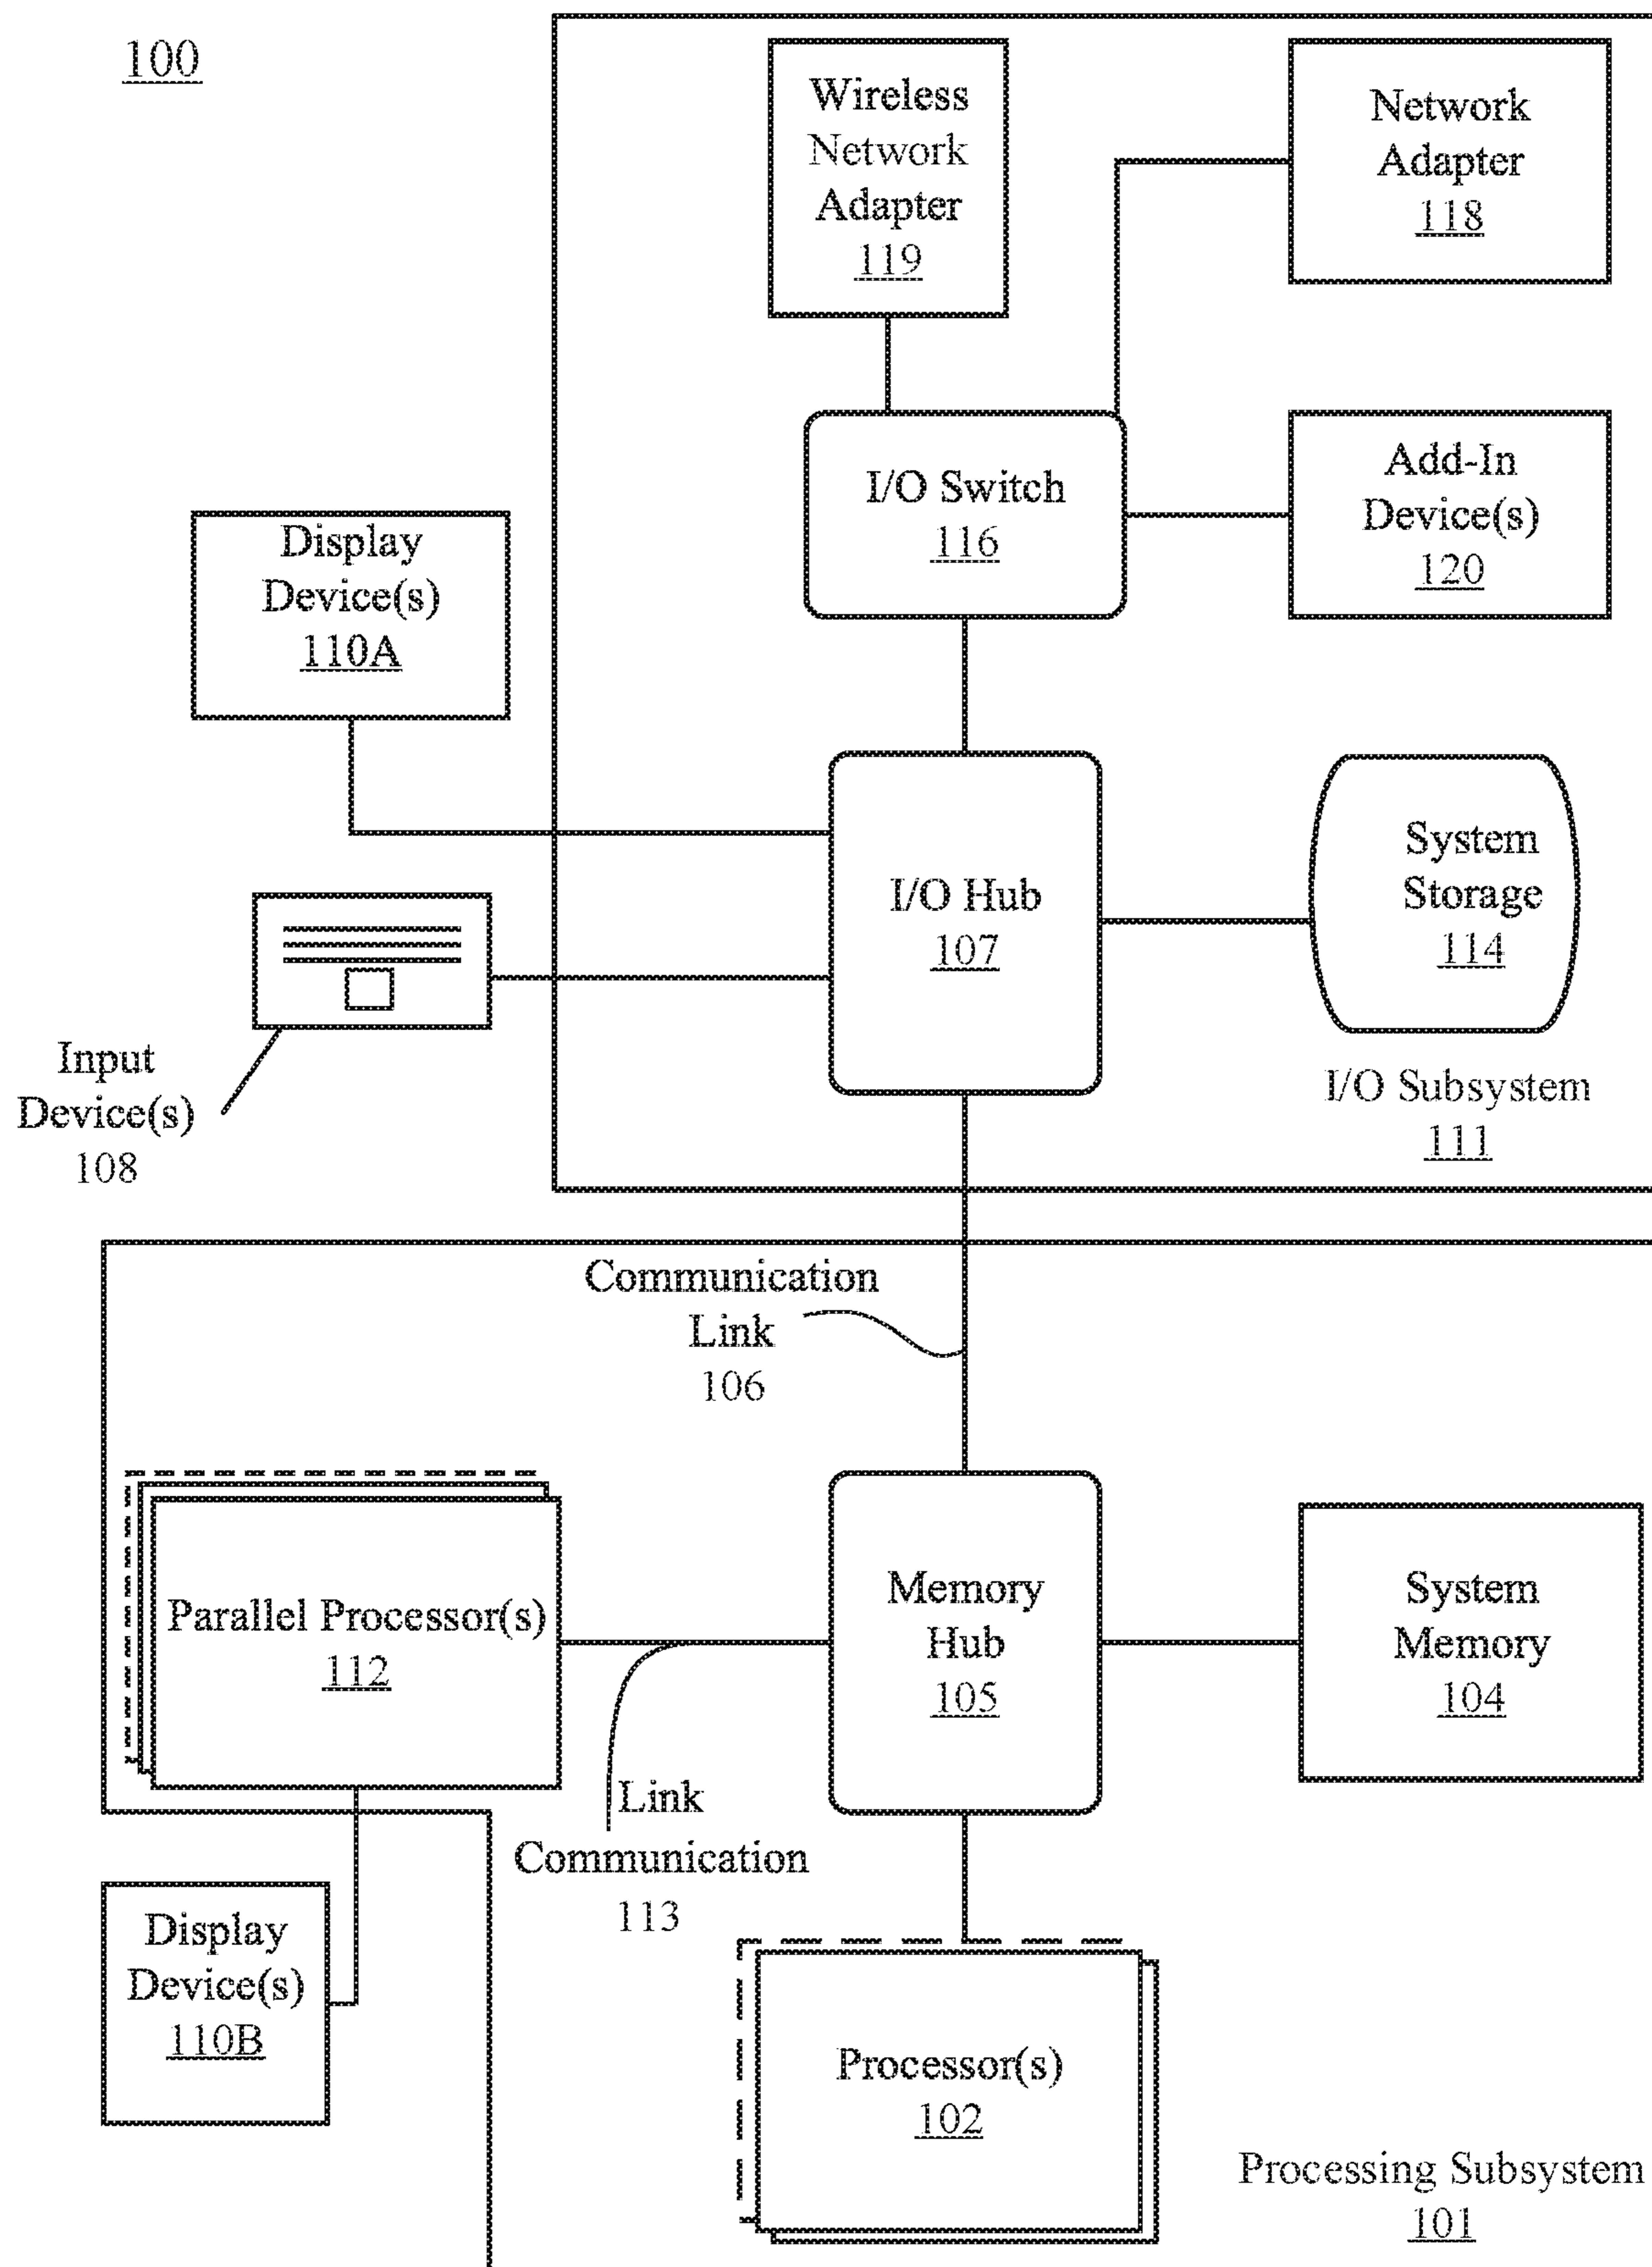 100
Wireless
Network
Adapter
119
Network
Adapter
118
I/O Switch
116
Add-In
Device(s)
120
Display
Device(s)
110A
I/O Hub
107
System
Storage
114
Input
Device(s)
108
I/O Subsystem
111
Communication
Link
106
Parallel Processor(s)
112
Memory
Hub
105
System
Memory
104
Link
Communication
113
Display
Device(s)
110B
Processor(s)
102
Processing Subsystem
101